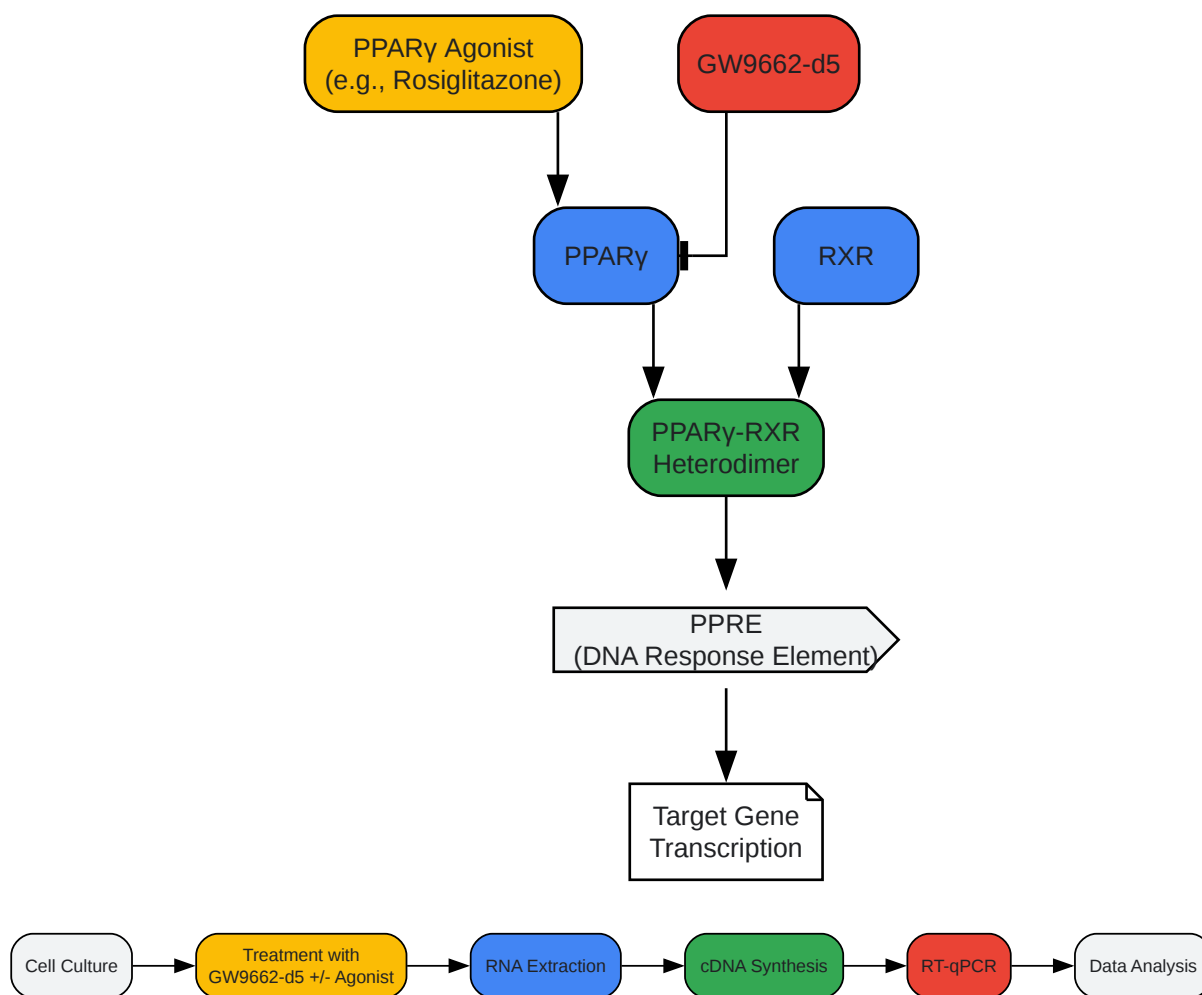 PPARγ Agonist
(e.g., Rosiglitazone)
GW9662-d5
PPARγ
RXR
PPARγ-RXR
Heterodimer
PPRE
(DNA Response Element)
Target Gene
Transcription
Cell Culture
Treatment with
GW9662-d5 +/- Agonist
RNA Extraction
cDNA Synthesis
RT-qPCR
Data Analysis